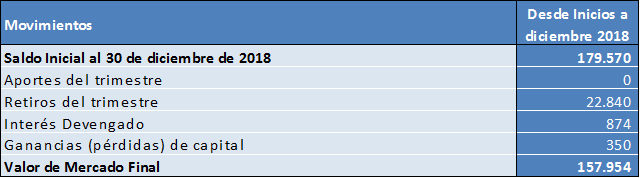 Movimientos Desde Inicios a diciembre 2018
Saldo Inicial al 30 de diciembre de 2018 179.570
Aportes del trimestre 0
Retiros del trimestre 22.840
Interés Devengado 874
Ganancias (pérdidas) de capital 350
Valor de Mercado Final 157.954